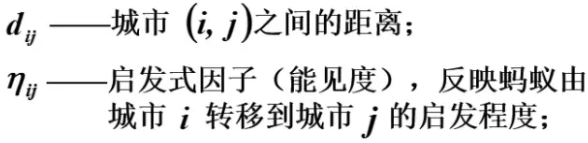 d_ij ——城市 (i, j)之间的距离；
η_ij ——启发式因子（能见度），反映蚂蚁由
城市 i 转移到城市 j 的启发程度；